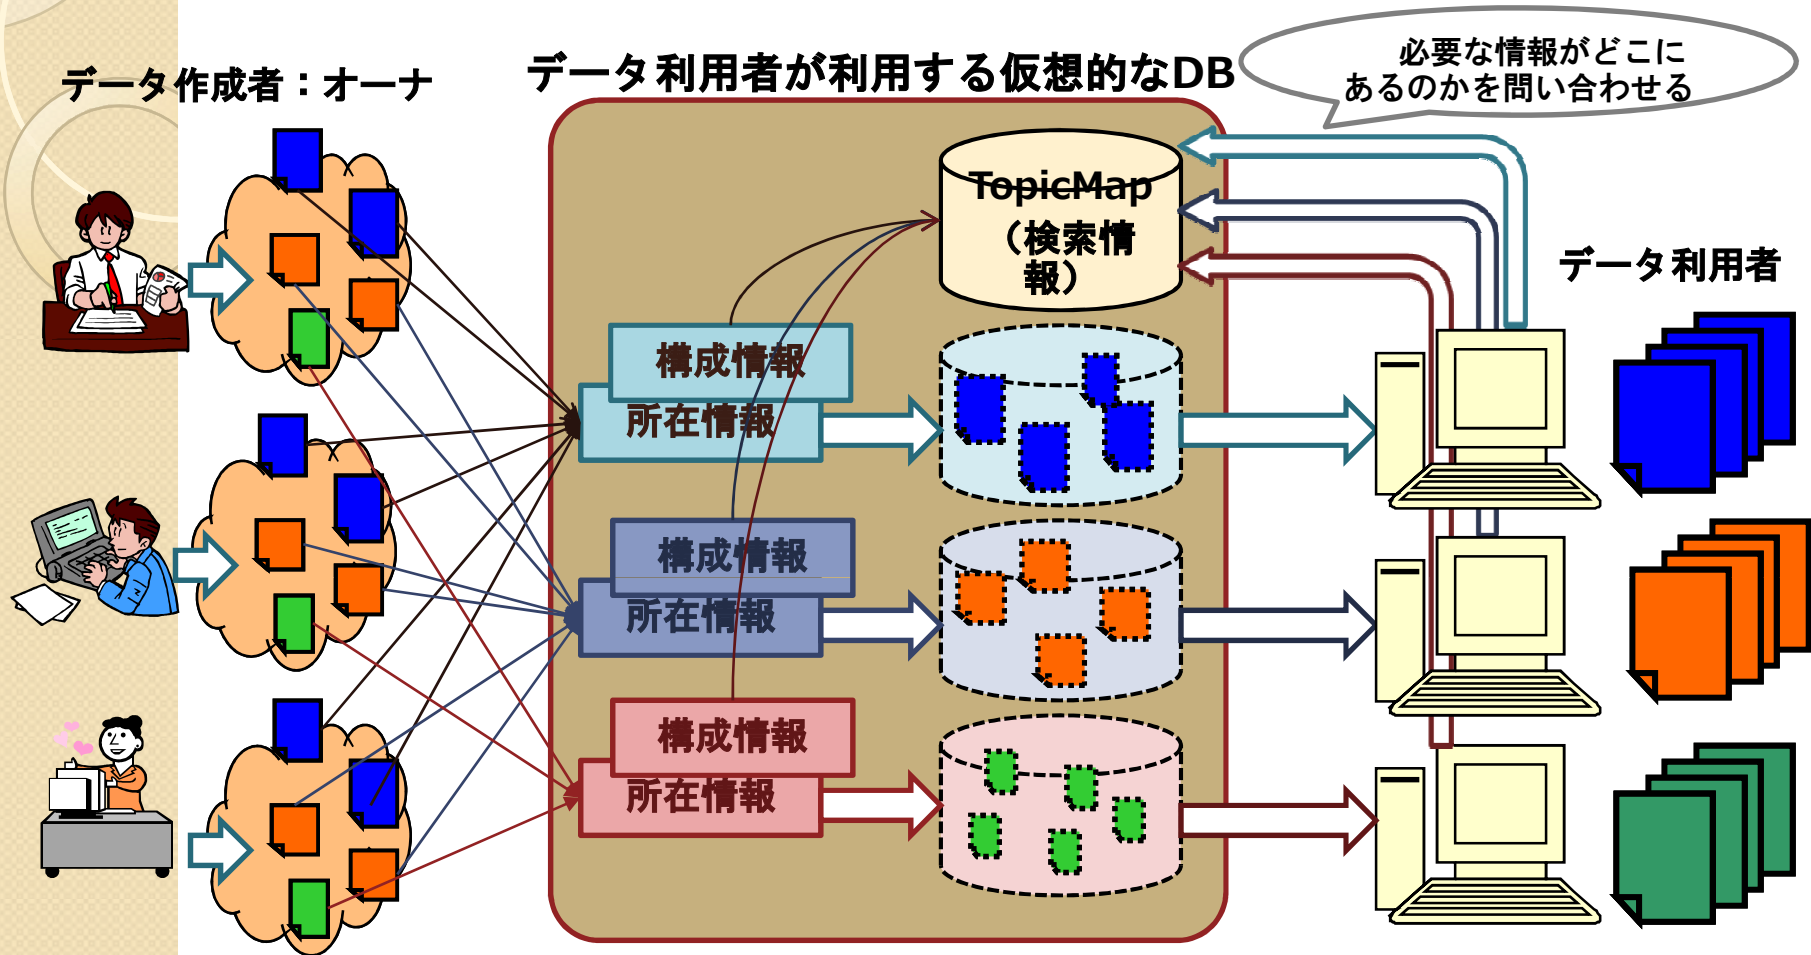 データ作成者：オーナ
データ利用者が利用する仮想的なDB
必要な情報がどこに
あるのかを問い合わせる
TopicMap
（検索情
報）
データ利用者
構成情報
所在情報
構成情報
所在情報
構成情報
所在情報